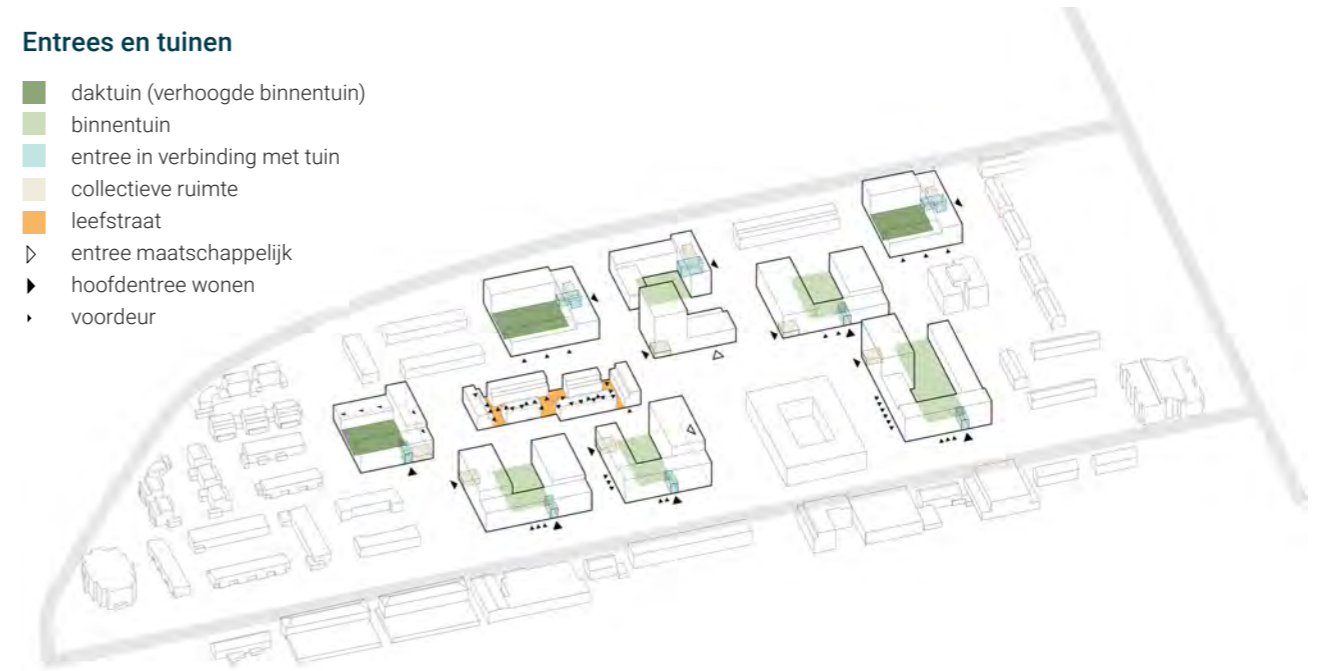 Entrees en tuinen
daktuin (verhoogde binnentuin)
binnentuin
entree in verbinding met tuin
collectieve ruimte
leefstraat
entree maatschappelijk
hoofdentree wonen
voordeur